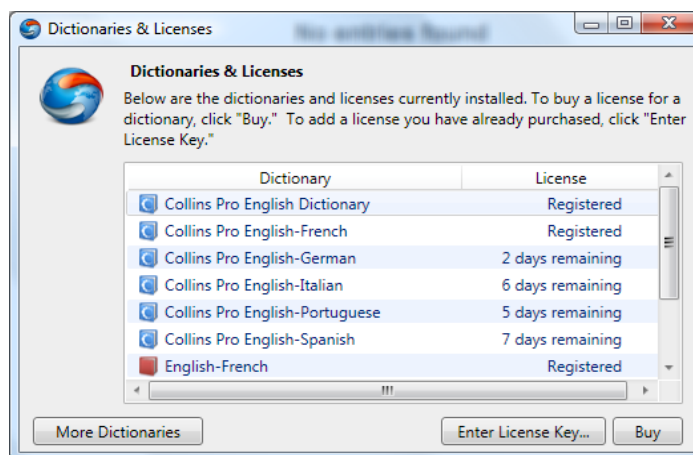 Dictionaries & Licenses
No entries found
Dictionaries & Licenses
Below are the dictionaries and licenses currently installed. To buy a license for a
dictionary, click "Buy."  To add a license you have already purchased, click "Enter
License Key."
Dictionary License
Collins Pro English Dictionary Registered
Collins Pro English-French Registered
Collins Pro English-German 2 days remaining
Collins Pro English-Italian 6 days remaining
Collins Pro English-Portuguese 5 days remaining
Collins Pro English-Spanish 7 days remaining
English-French Registered
More Dictionaries Enter License Key... Buy